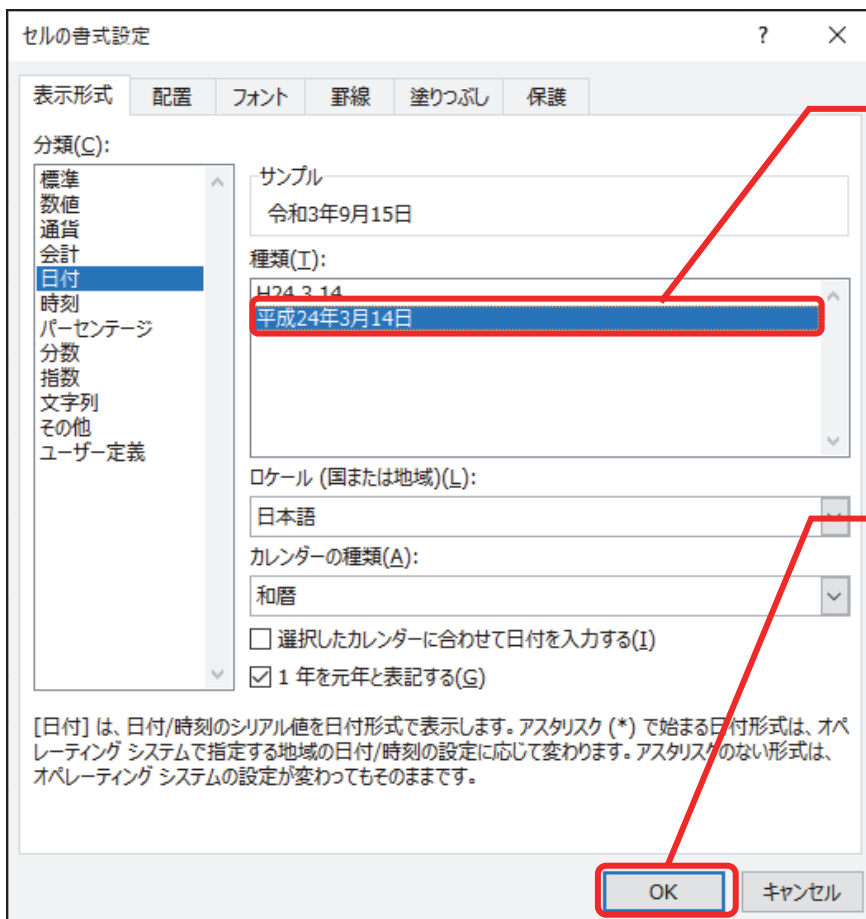 セルの書式設定
?
表示形式 配置 フォント 罫線 塗りつぶし 保護
分類(C):
標準
数値
通貨
会計
日付
時刻
パーセンテージ
分数
指数
文字列
その他
ユーザー定義
サンプル
令和3年9月15日
種類(T):
H24.3.14
平成24年3月14日
ロケール (国または地域)(L):
日本語
カレンダーの種類(A):
和暦
選択したカレンダーに合わせて日付を入力する(I)
1 年を元年と表記する(G)
[日付] は、日付/時刻のシリアル値を日付形式で表示します。アスタリスク (*) で始まる日付形式は、オペ
レーティング システムで指定する地域の日付/時刻の設定に応じて変わります。アスタリスクのない形式は、
オペレーティング システムの設定が変わってもそのままです。
OK キャンセル